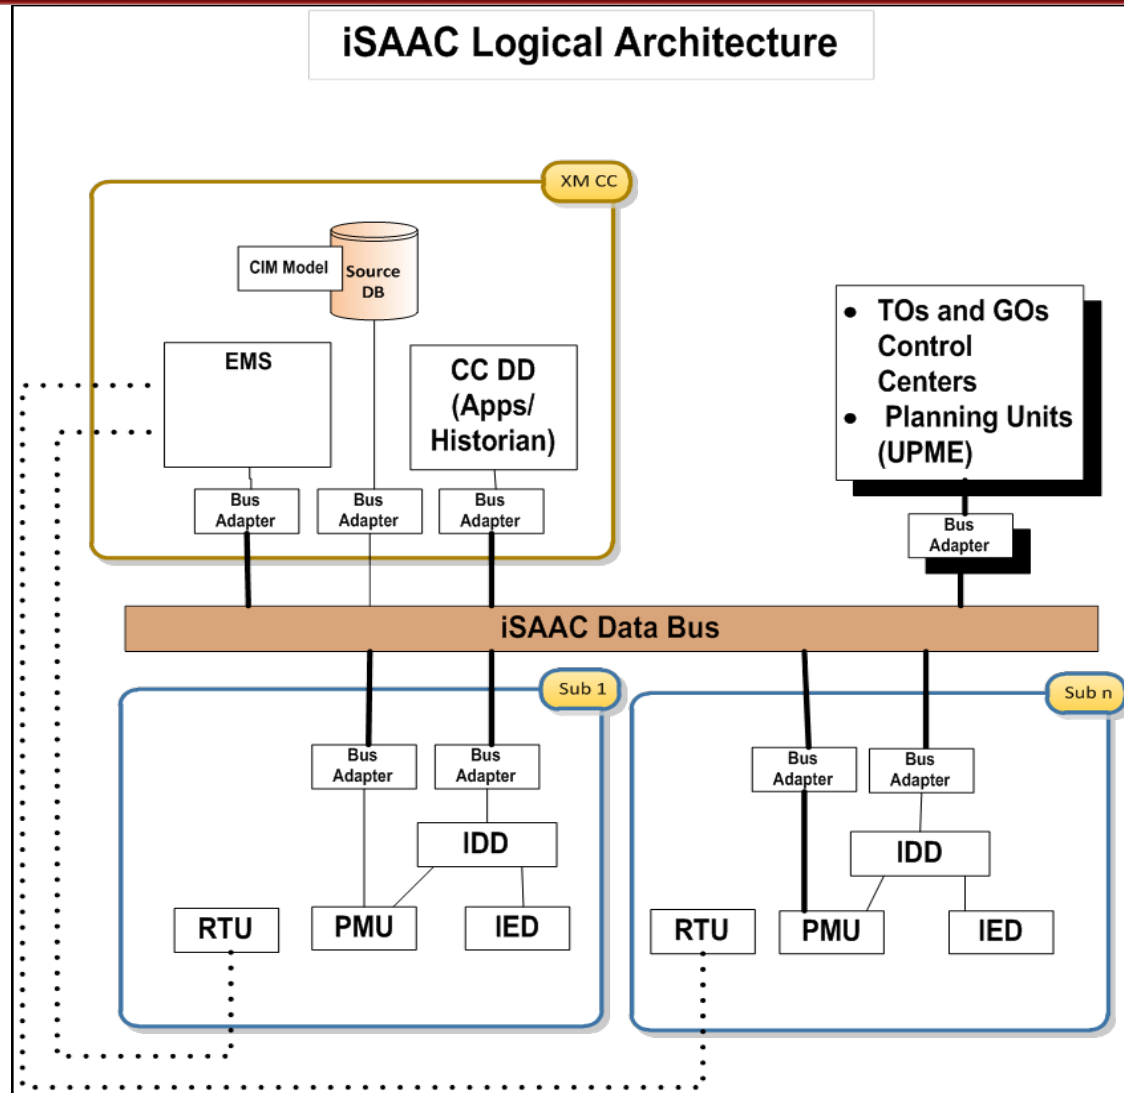 iSAAC Logical Architecture
XM CC
CIM Model
Source
DB
EMS
CC DD
(Apps/
Historian)
• TOs and GOs
Control
Centers
• Planning Units
(UPME)
Bus
Adapter
Bus
Adapter
Bus
Adapter
Bus
Adapter
iSAAC Data Bus
Sub 1
Sub n
Bus
Adapter
Bus
Adapter
Bus
Adapter
Bus
Adapter
IDD
IDD
RTU
PMU
IED
RTU
PMU
IED